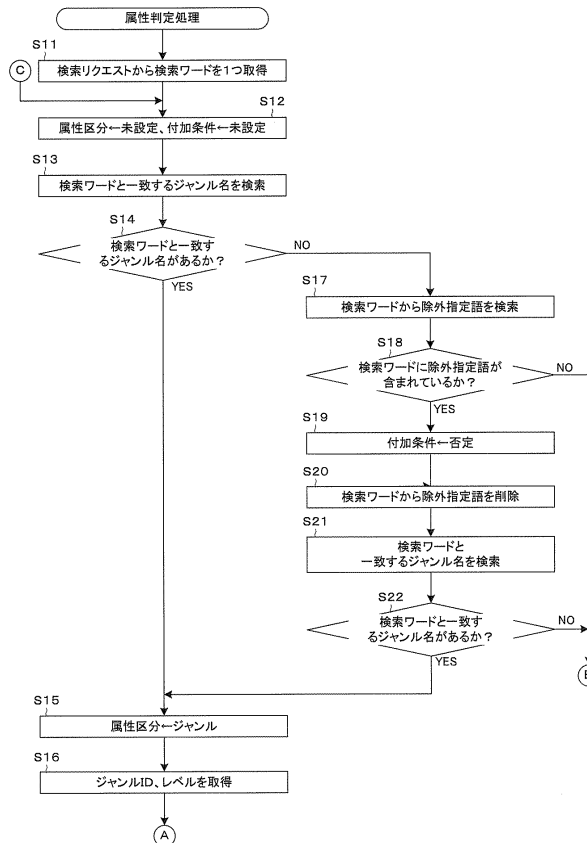 属性判定処理
S11
検索リクエストから検索ワードを1つ取得
C
S12
属性区分←未設定、付加条件←未設定
S13
検索ワードと一致するジャンル名を検索
S14
検索ワードと一致す
るジャンル名があるか?
NO
YES
S17
検索ワードから除外指定語を検索
S18
検索ワードに除外指定語が
含まれているか?
NO
YES
S19
付加条件←否定
S20
検索ワードから除外指定語を削除
S21
検索ワードと
一致するジャンル名を検索
S22
検索ワードと一致す
るジャンル名があるか?
NO
YES
S15
属性区分←ジャンル
S16
ジャンルID、レベルを取得
A